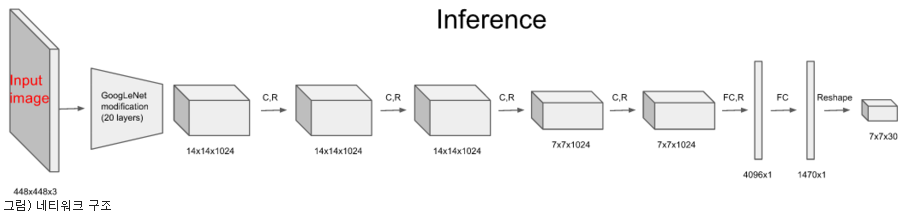 Inference
Input
image
GoogLeNet
modification
(20 layers)
C,R
C,R
C,R
C,R
FC,R
FC
Reshape
14x14x1024
14x14x1024
14x14x1024
7x7x1024
7x7x1024
4096x1
1470x1
7x7x30
448x448x3
그림) 네티워크 구조